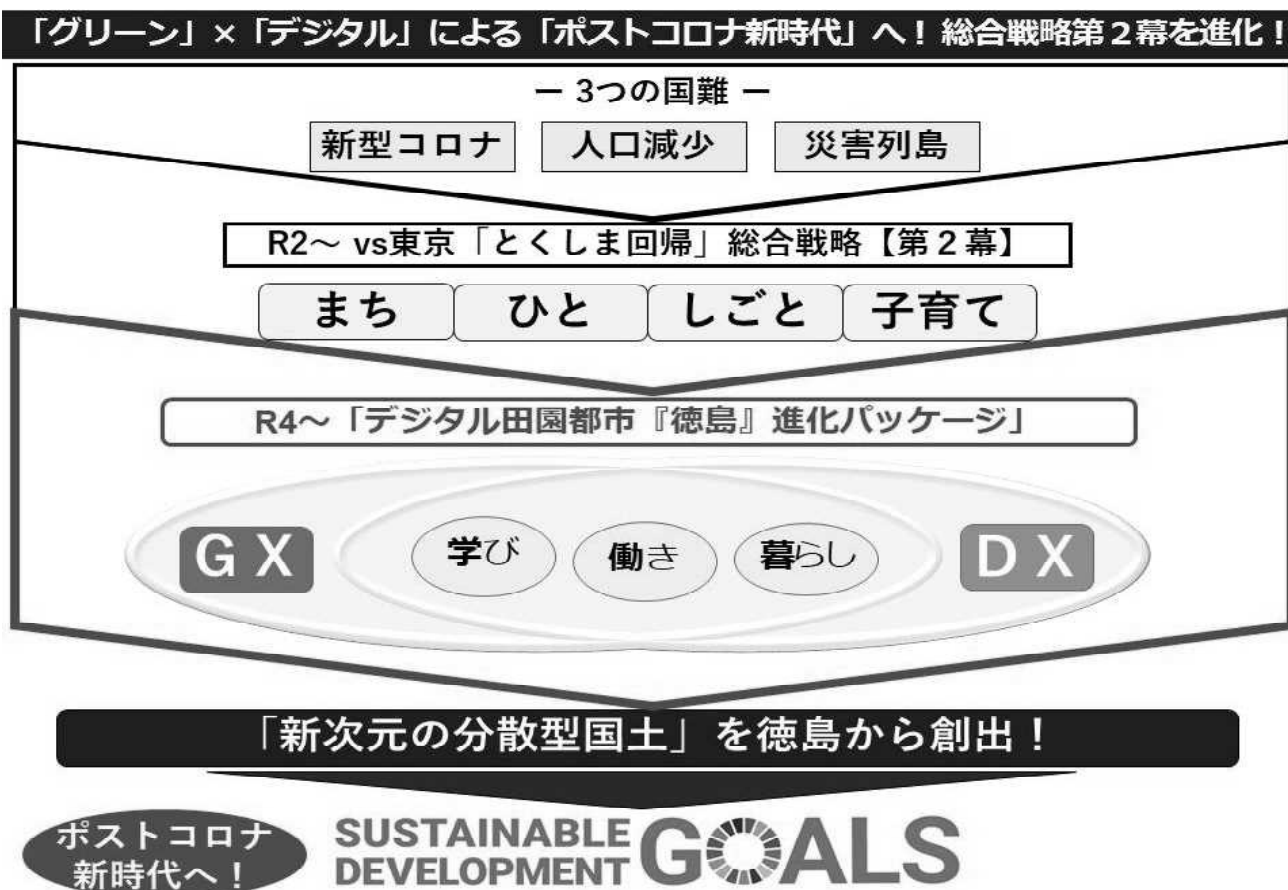 「グリーン」×「デジタル」による「ポストコロナ新時代」へ！総合戦略第２幕を進化！
ー 3つの国難 ー
新型コロナ 人口減少 災害列島
R2～ vs東京「とくしま回帰」総合戦略【第２幕】
まち ひと しごと 子育て
R4～「デジタル田園都市『徳島』進化パッケージ」
GX 学び 働き 暮らし DX
「新次元の分散型国土」を徳島から創出！
ポストコロナ
新時代へ！
SUSTAINABLE
DEVELOPMENT
GOALS